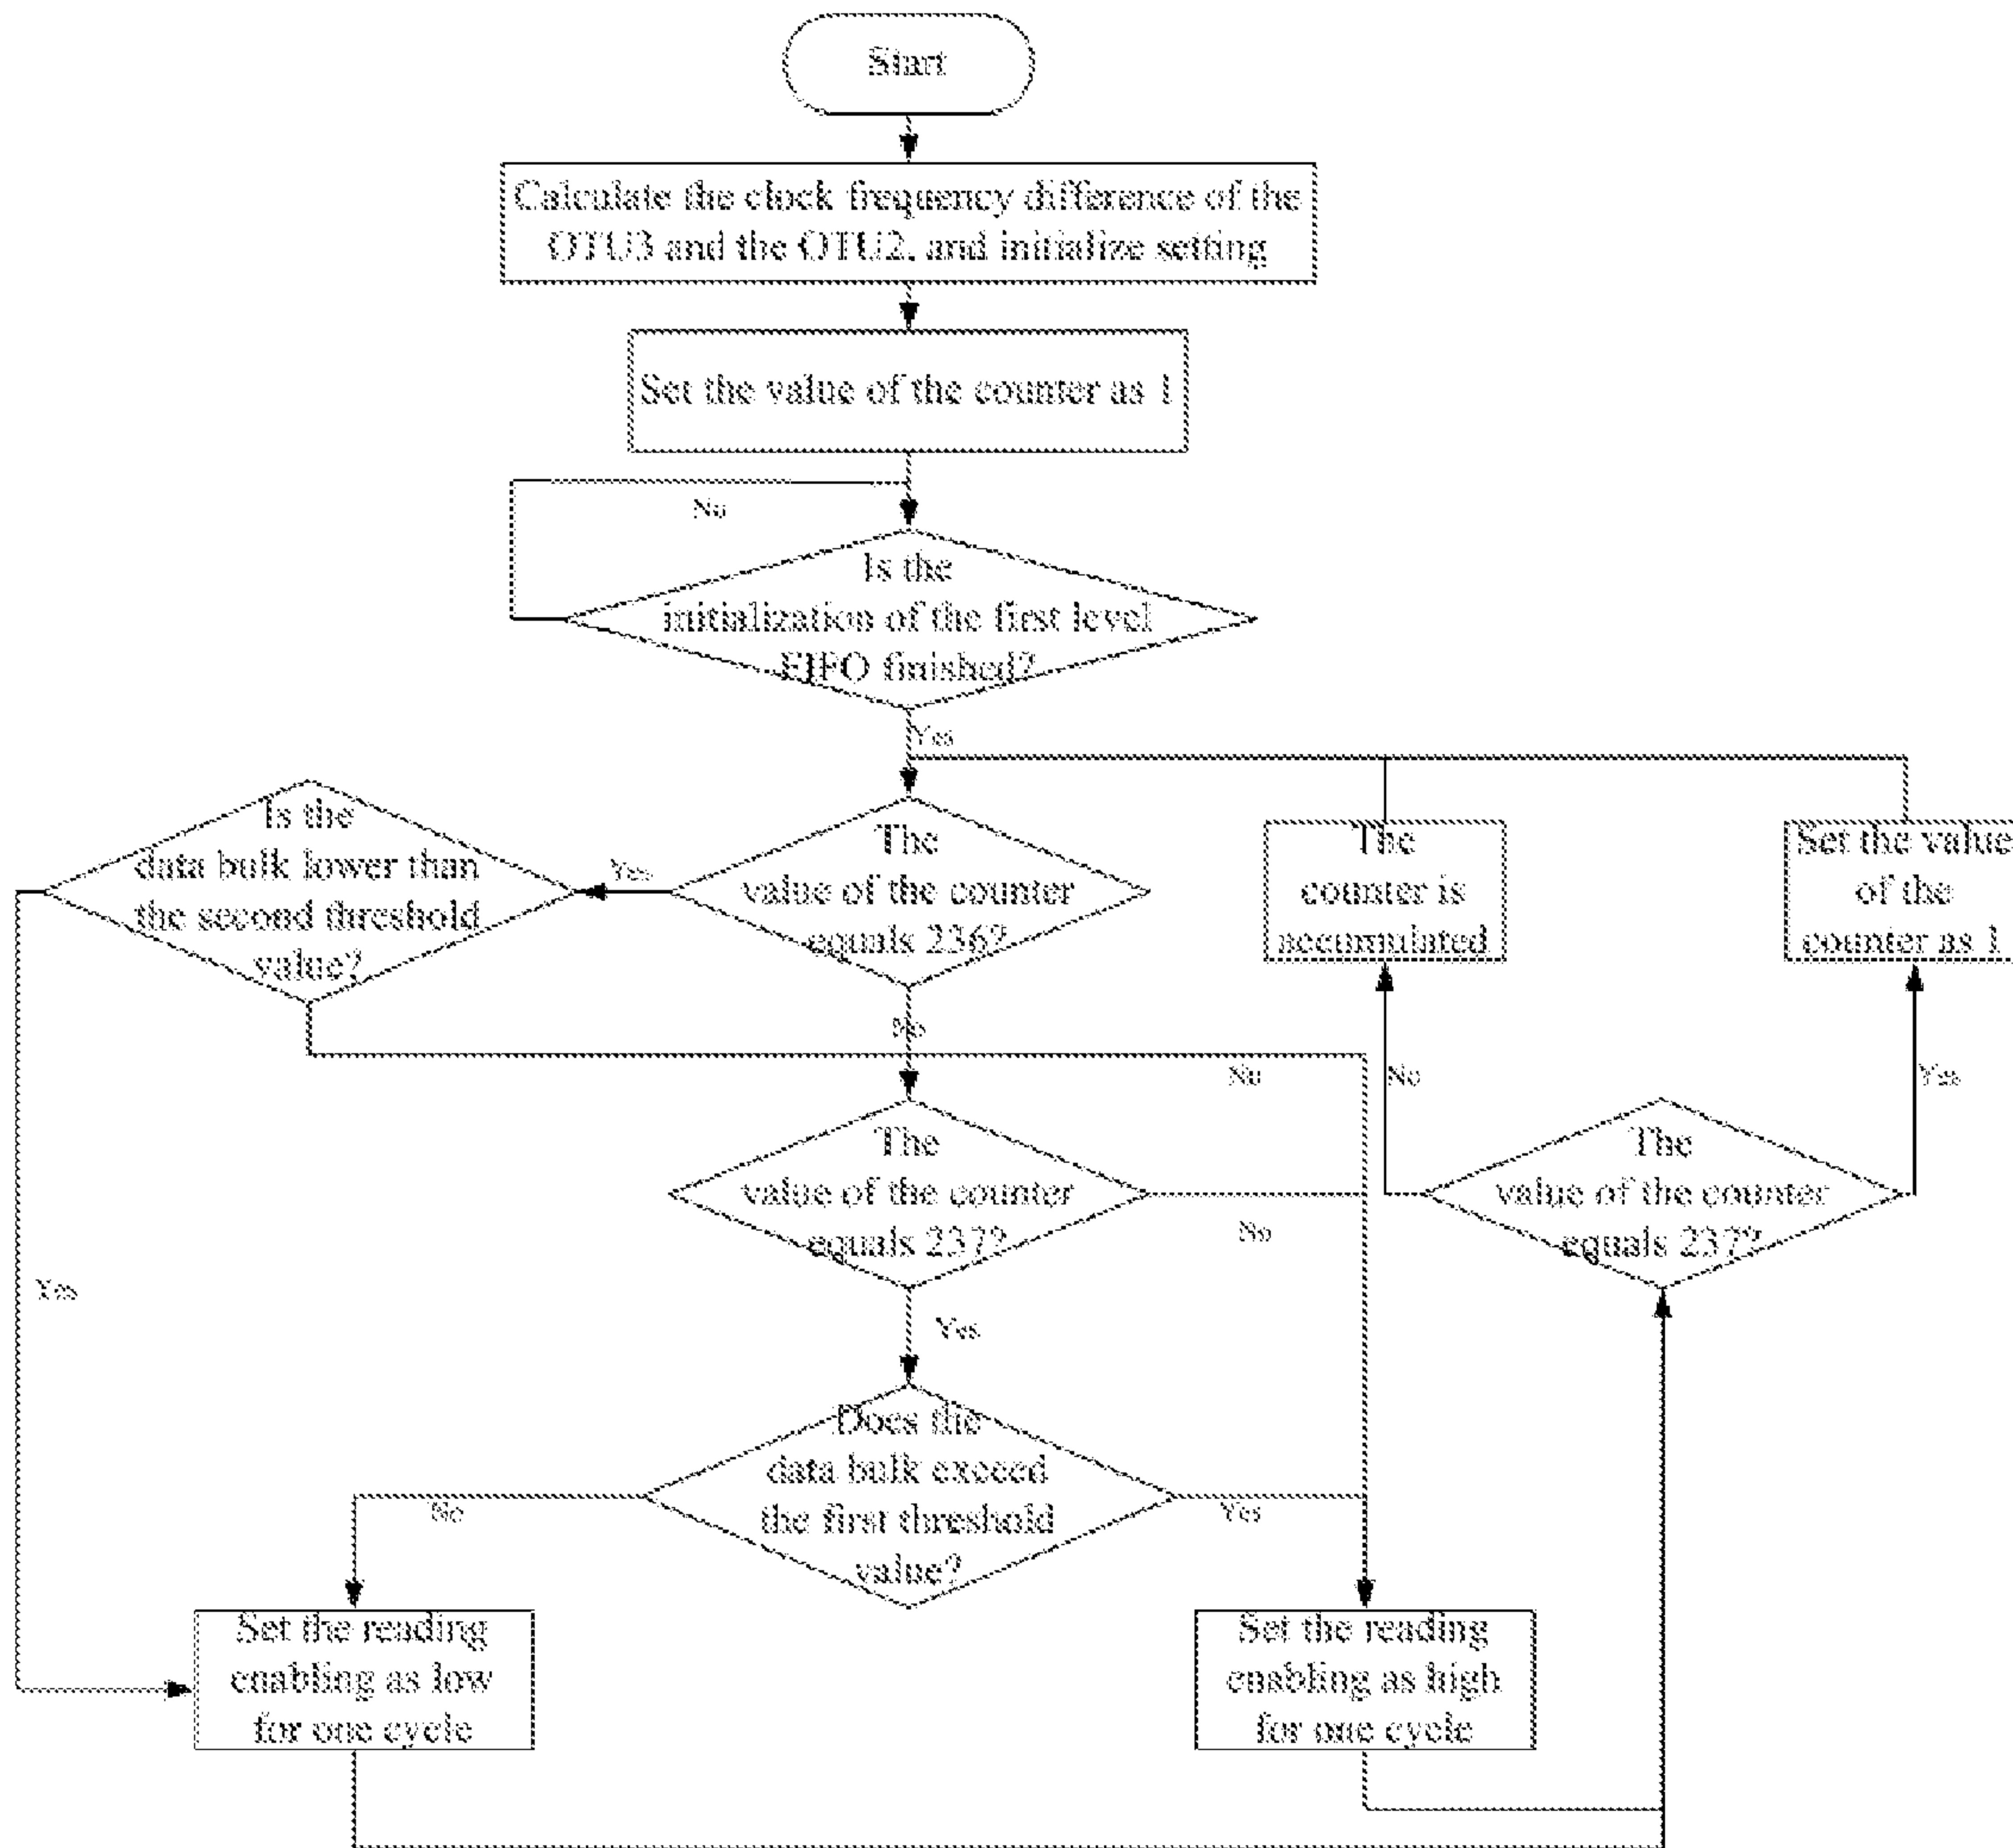 Start
Calculate the clock frequency difference of the
OTU3 and the OTU2, and initialize setting
Set the value of the counter as 1
No
Is the
initialization of the first level
FIFO finished?
Yes
Is the
data bulk lower than
the second threshold
value?
Yes
The
value of the counter
equals 236?
The
counter is
accumulated
Set the value
of the
counter as 1
No
No
No
Yes
The
value of the counter
equals 237?
No
The
value of the counter
equals 237?
Yes
Yes
Does the
data bulk exceed
the first threshold
value?
No
Yes
Set the reading
enabling as low
for one cycle
Set the reading
enabling as high
for one cycle